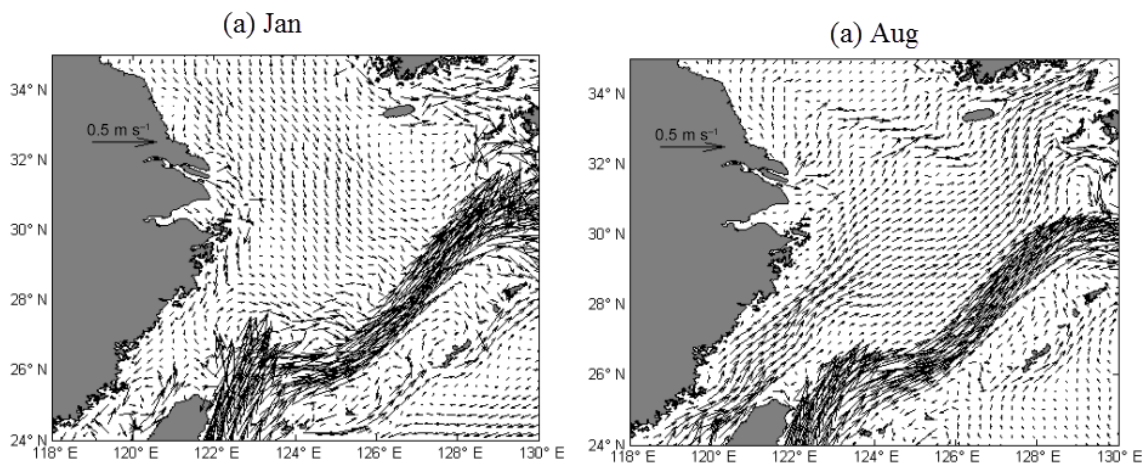 (a) Jan
(a) Aug
34° N
32° N
30° N
28° N
26° N
24° N
0.5 m s⁻¹
118° E
120° E
122° E
124° E
126° E
128° E
130° E
34° N
32° N
30° N
28° N
26° N
24° N
0.5 m s⁻¹
118° E
120° E
122° E
124° E
126° E
128° E
130° E